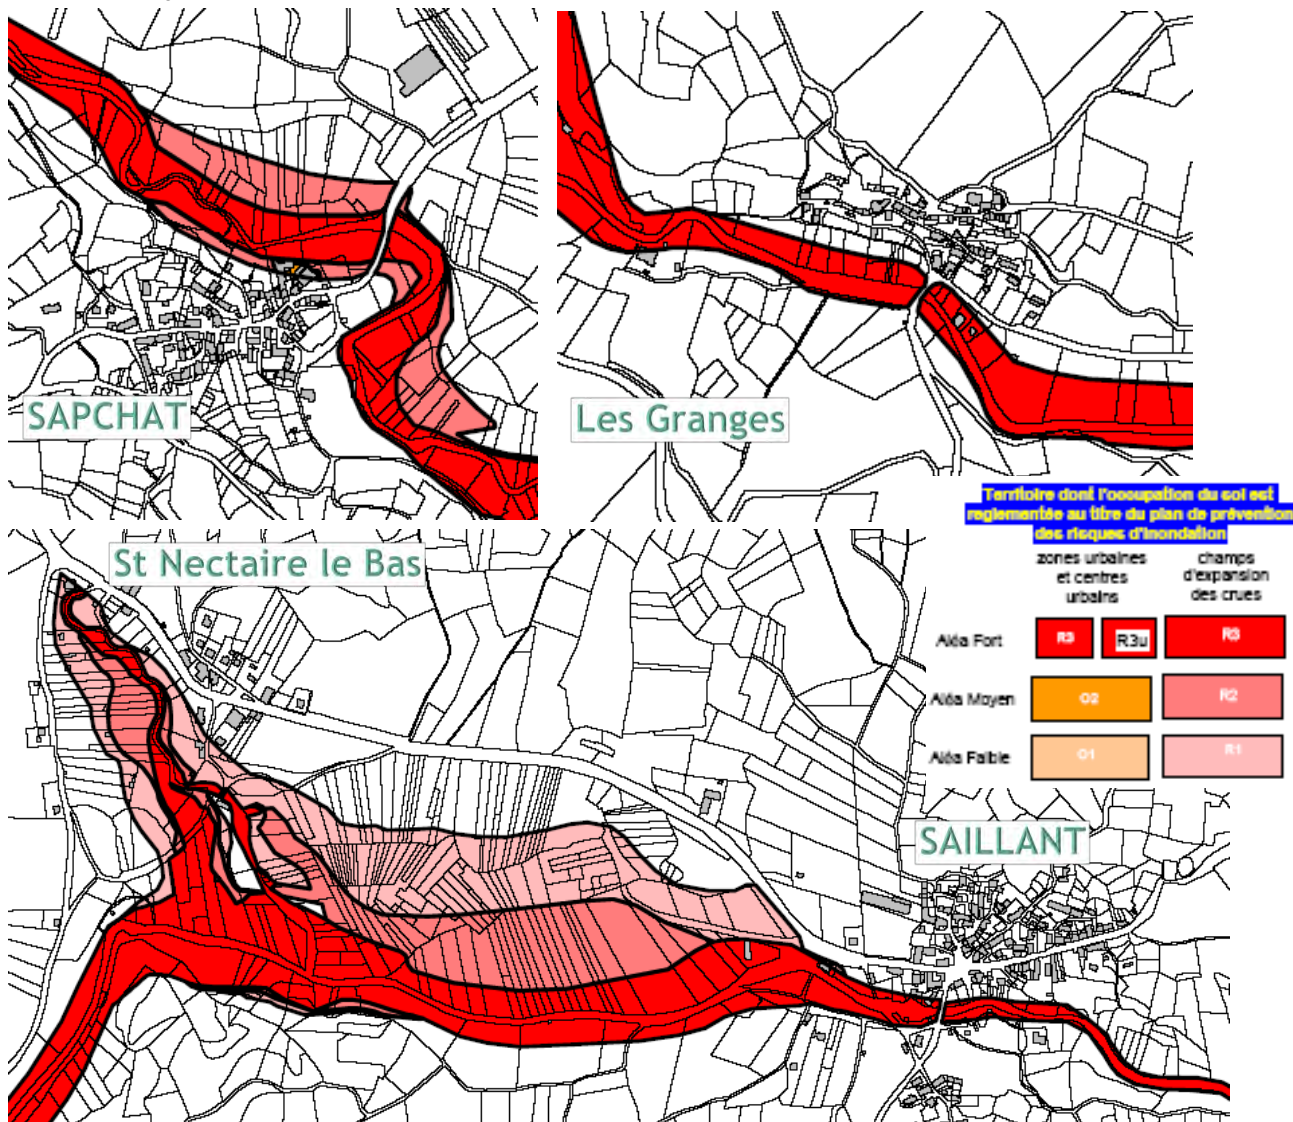 SAPCHAT
Les Granges
Territoire dont l'occupation du sol est
reglementée au titre du plan de prévention
des risques d'inondation
zones urbaines
et centres
urbains
champs
d'expansion
des crues
Aléa Fort
R3
R3u
R3
Aléa Moyen
O2
R2
Aléa Faible
O1
R1
St Nectaire le Bas
SAILLANT